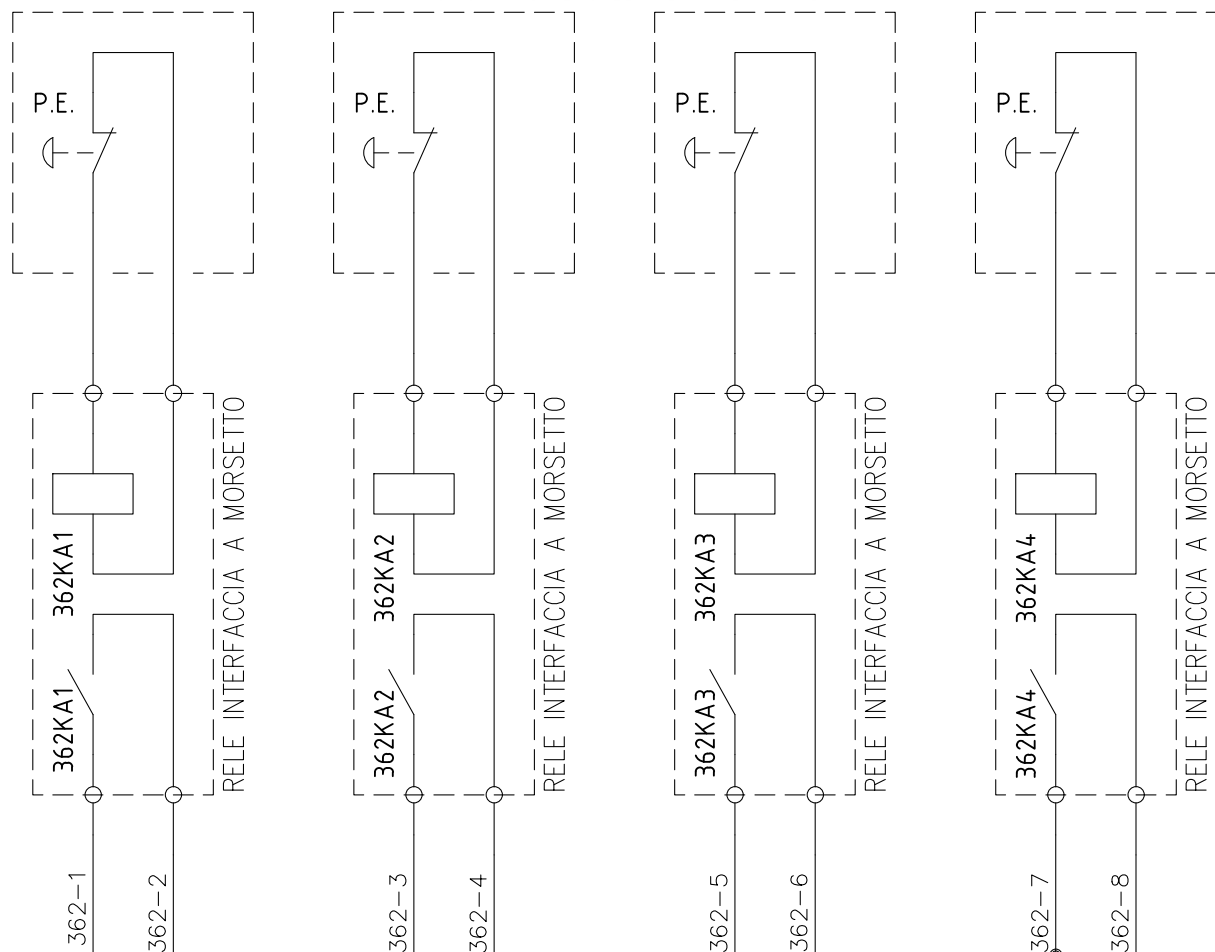 P.E.
P.E.
P.E.
P.E.
362KA1
362KA1
RELE INTERFACCIA A MORSETTO
362KA2
362KA2
RELE INTERFACCIA A MORSETTO
362KA3
362KA3
RELE INTERFACCIA A MORSETTO
362KA4
362KA4
RELE INTERFACCIA A MORSETTO
362-1
362-2
362-3
362-4
362-5
362-6
362-7
362-8